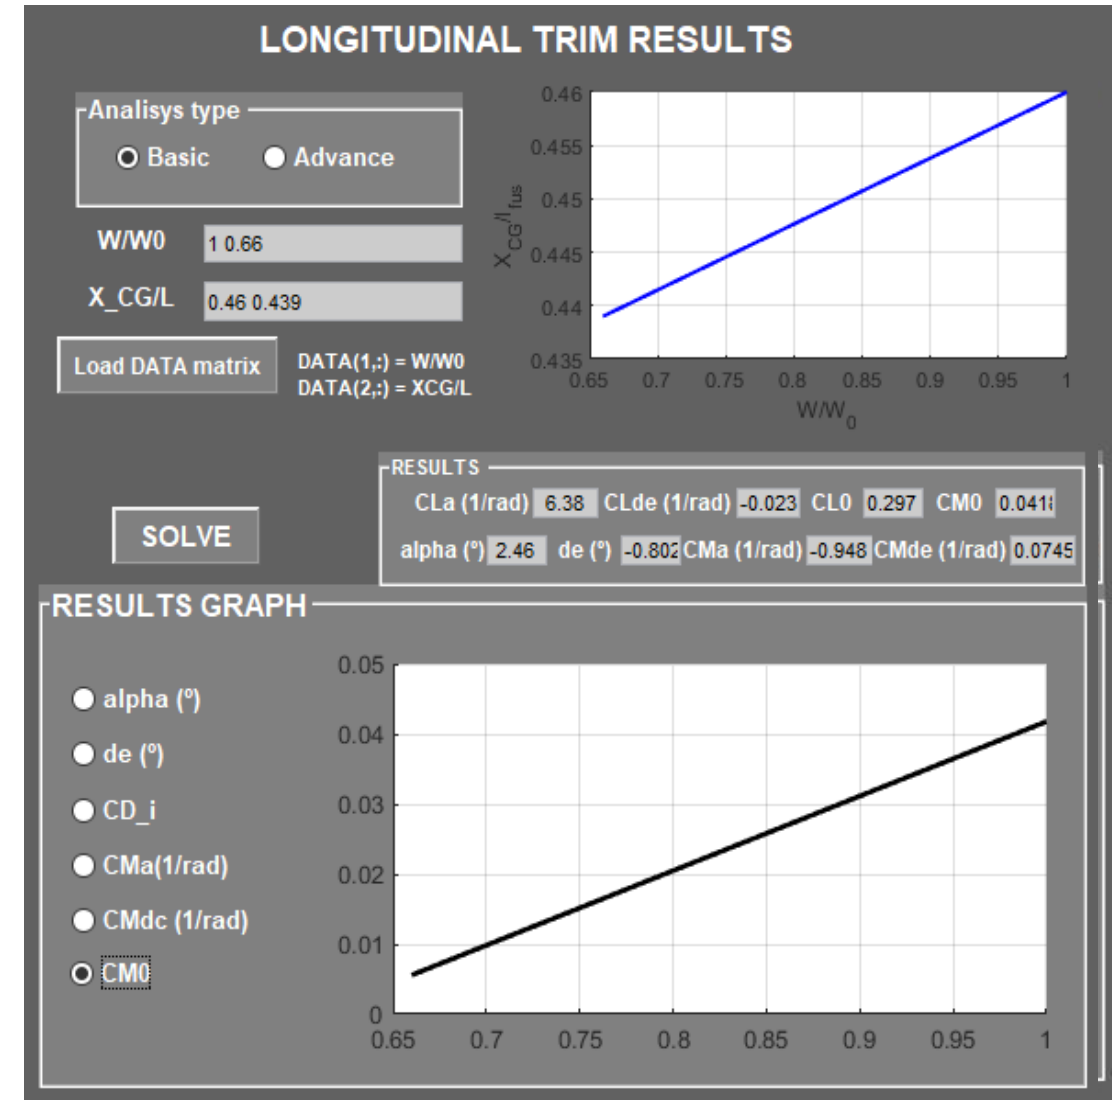 LONGITUDINAL TRIM RESULTS
Analisys type
Basic Advance
W/W0 1 0.66
X_CG/L 0.46 0.439
Load DATA matrix
DATA(1,:) = W/W0
DATA(2,:) = XCG/L
0.46
0.455
0.45
0.445
0.44
0.435
X_CG/l_fus
0.65 0.7 0.75 0.8 0.85 0.9 0.95 1
W/W_0
SOLVE
RESULTS
CLa (1/rad) 6.38 CLde (1/rad) -0.023 CL0 0.297 CM0 0.041
alpha (º) 2.46 de (º) -0.802 CMa (1/rad) -0.948 CMde (1/rad) 0.0745
RESULTS GRAPH
alpha (º)
de (º)
CD_i
CMa(1/rad)
CMdc (1/rad)
CM0
0.05
0.04
0.03
0.02
0.01
0
0.65 0.7 0.75 0.8 0.85 0.9 0.95 1